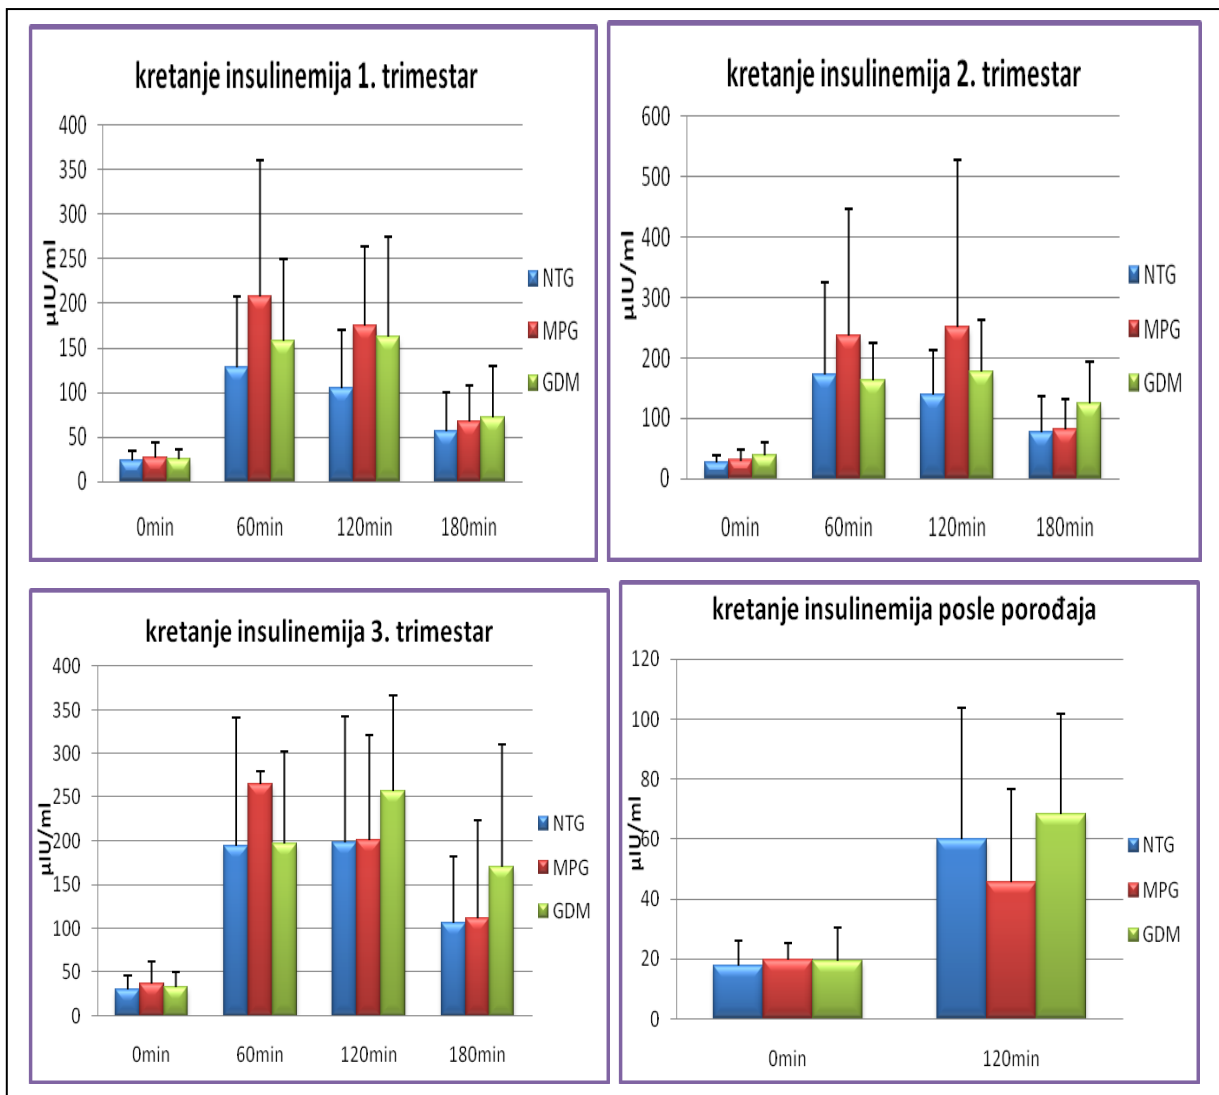 kretanje insulinemija 1. trimestar
400
350
300
250
200
150
100
50
0
µIU/ml
0min 60min 120min 180min
NTG
MPG
GDM
kretanje insulinemija 2. trimestar
600
500
400
300
200
100
0
µIU/ml
0min 60min 120min 180min
NTG
MPG
GDM
kretanje insulinemija 3. trimestar
400
350
300
250
200
150
100
50
0
µIU/ml
0min 60min 120min 180min
NTG
MPG
GDM
kretanje insulinemija posle porođaja
120
100
80
60
40
20
0
µIU/ml
0min 120min
NTG
MPG
GDM